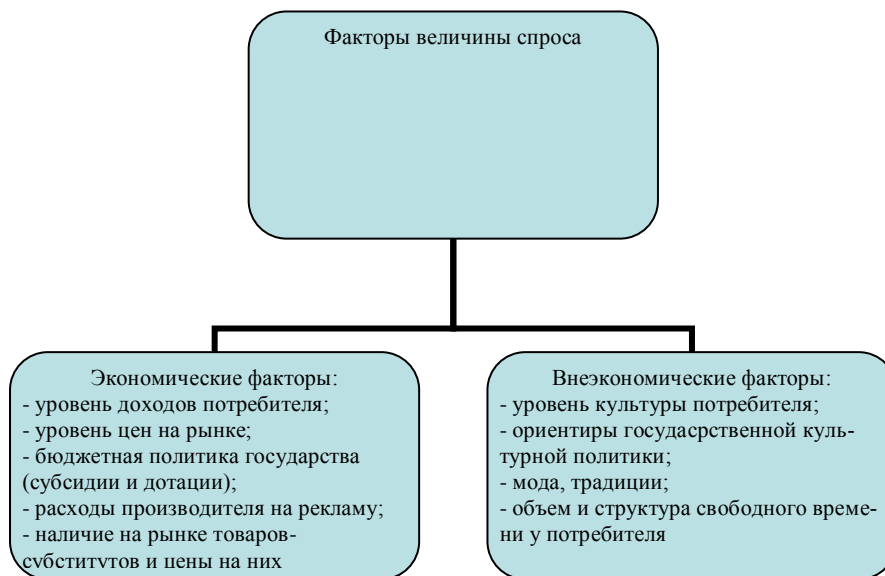 Факторы величины спроса
Экономические факторы:
- уровень доходов потребителя;
- уровень цен на рынке;
- бюджетная политика государства
(субсидии и дотации);
- расходы производителя на рекламу;
- наличие на рынке товаров-
субститутов и цены на них
Внеэкономические факторы:
- уровень культуры потребителя;
- ориентиры госудасрственной куль-
турной политики;
- мода, традиции;
- объем и структура свободного време-
ни у потребителя